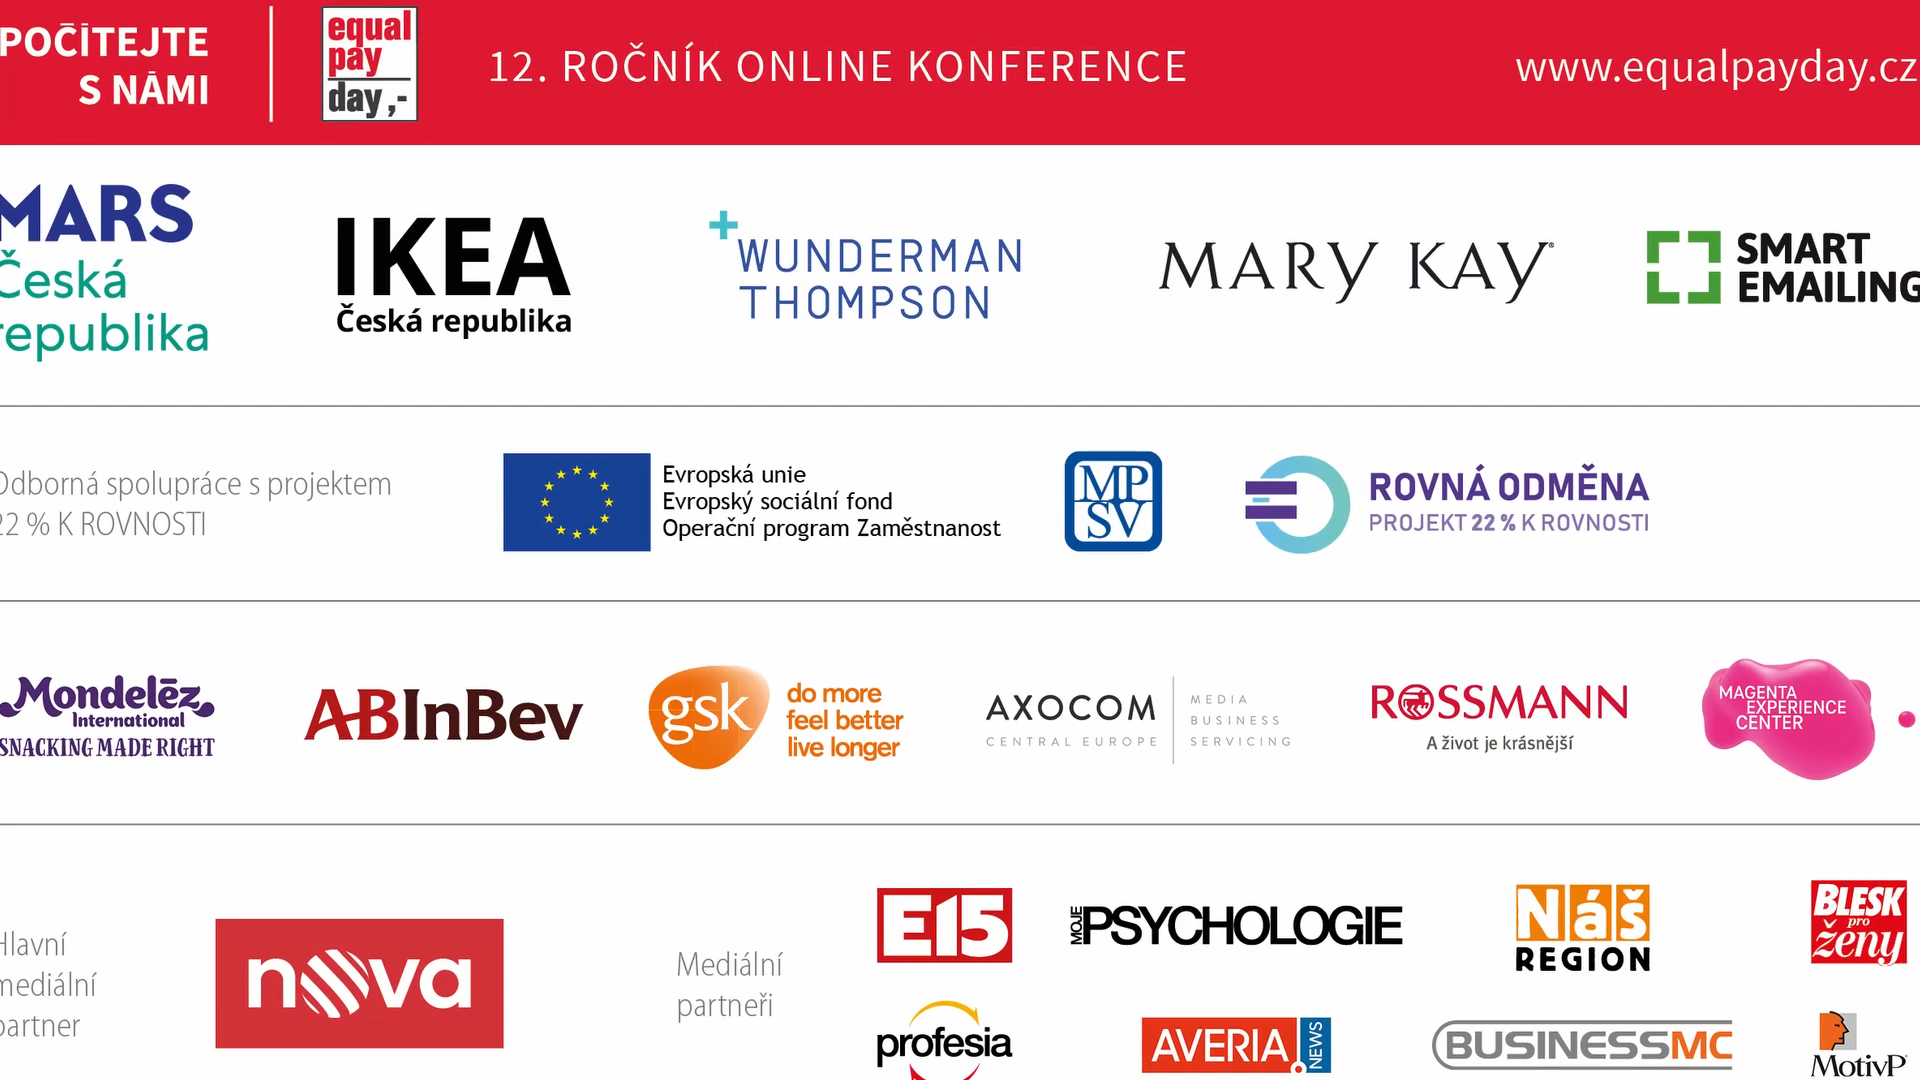 POČÍTEJTE
S NÁMI
equal
pay
day ,-
12. ROČNÍK ONLINE KONFERENCE
www.equalpayday.cz
MARS
Česká
republika
IKEA
Česká republika
WUNDERMAN
THOMPSON
MARY KAY
SMART
EMAILING
Odborná spolupráce s projektem
22 % K ROVNOSTI
Evropská unie
Evropský sociální fond
Operační program Zaměstnanost
MP
SV
ROVNÁ ODMĚNA
PROJEKT 22 % K ROVNOSTI
Mondelēz
International
SNACKING MADE RIGHT
ABInBev
gsk
do more
feel better
live longer
AXOCOM
CENTRAL EUROPE
MEDIA
BUSINESS
SERVICING
ROSSMANN
A život je krásnější
MAGENTA
EXPERIENCE
CENTER
Hlavní
mediální
partner
nova
Mediální
partneři
E15
MOJE PSYCHOLOGIE
Náš
REGION
BLESK
pro
ženy
profesia
AVERIA.NEWS
BUSINESSMC
MotivP